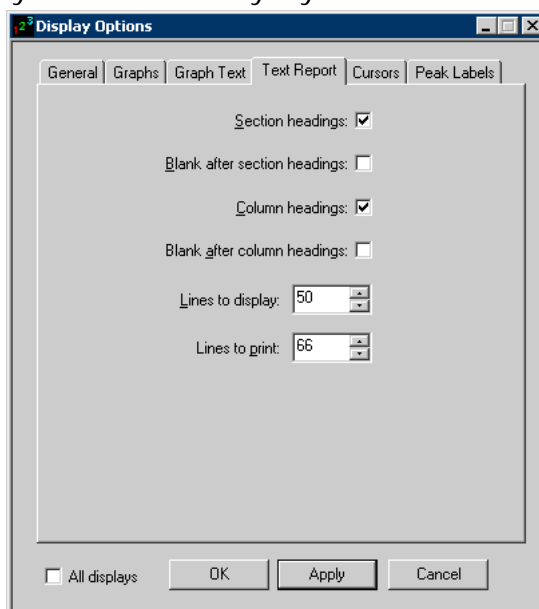 Display Options
General Graphs Graph Text Text Report Cursors Peak Labels
Section headings:
Blank after section headings:
Column headings:
Blank after column headings:
Lines to display: 50
Lines to print: 66
All displays OK Apply Cancel